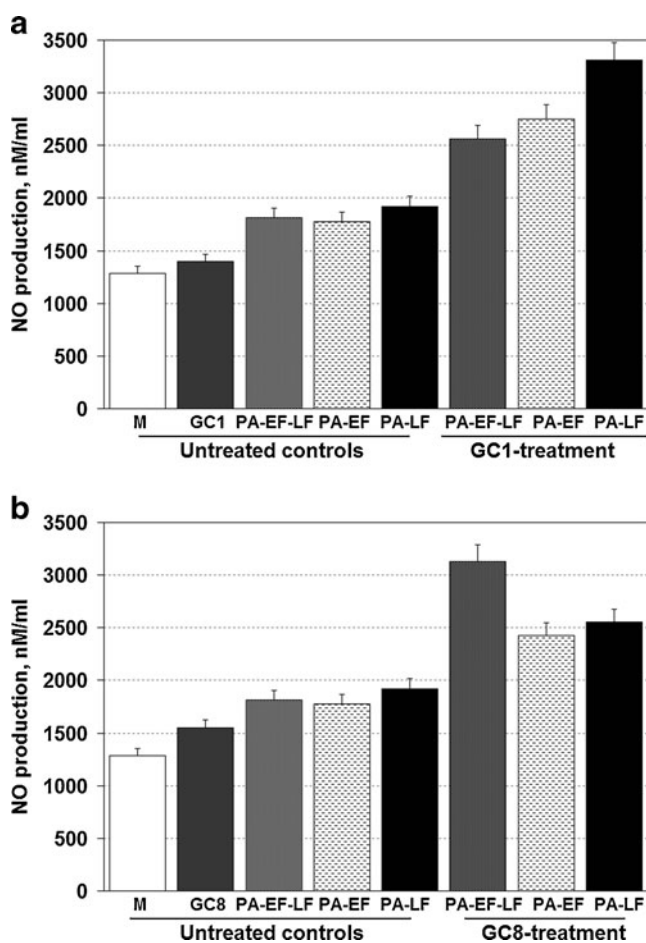 a
3500
3000
2500
2000
1500
1000
500
0
NO production, nM/ml
M GC1 PA-EF-LF PA-EF PA-LF PA-EF-LF PA-EF PA-LF
Untreated controls GC1-treatment
b
3500
3000
2500
2000
1500
1000
500
0
NO production, nM/ml
M GC8 PA-EF-LF PA-EF PA-LF PA-EF-LF PA-EF PA-LF
Untreated controls GC8-treatment